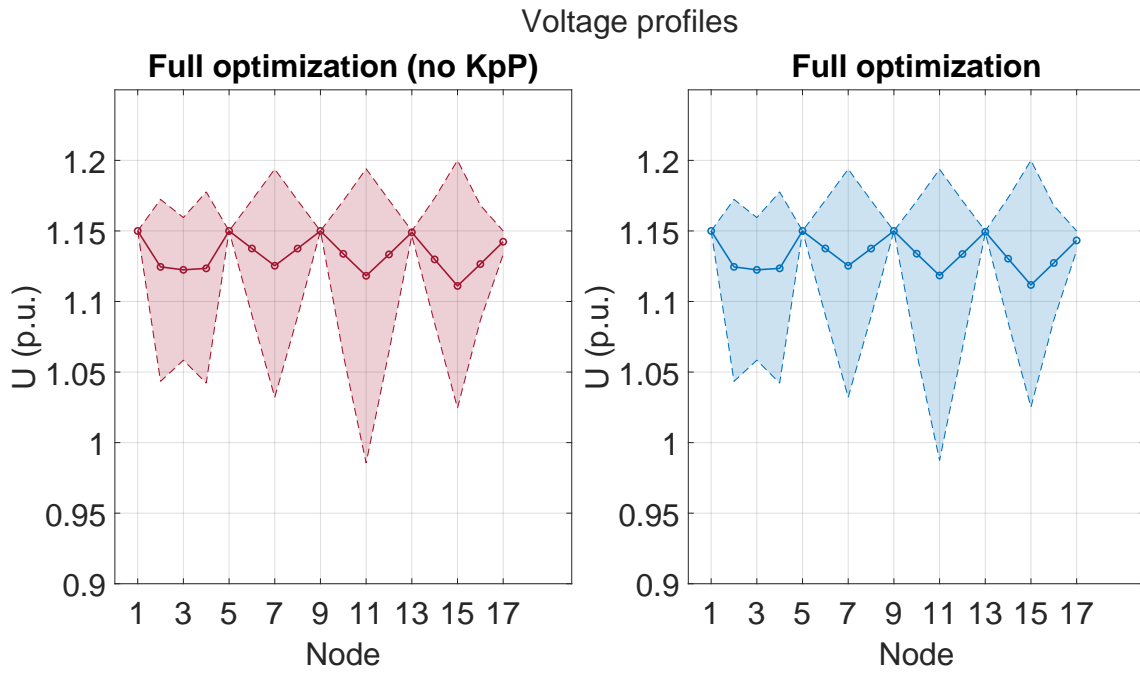 Voltage profiles
Full optimization (no KpP)
U (p.u.)
1.2
1.15
1.1
1.05
1
0.95
0.9
1 3 5 7 9 11 13 15 17
Node
Full optimization
U (p.u.)
1.2
1.15
1.1
1.05
1
0.95
0.9
1 3 5 7 9 11 13 15 17
Node